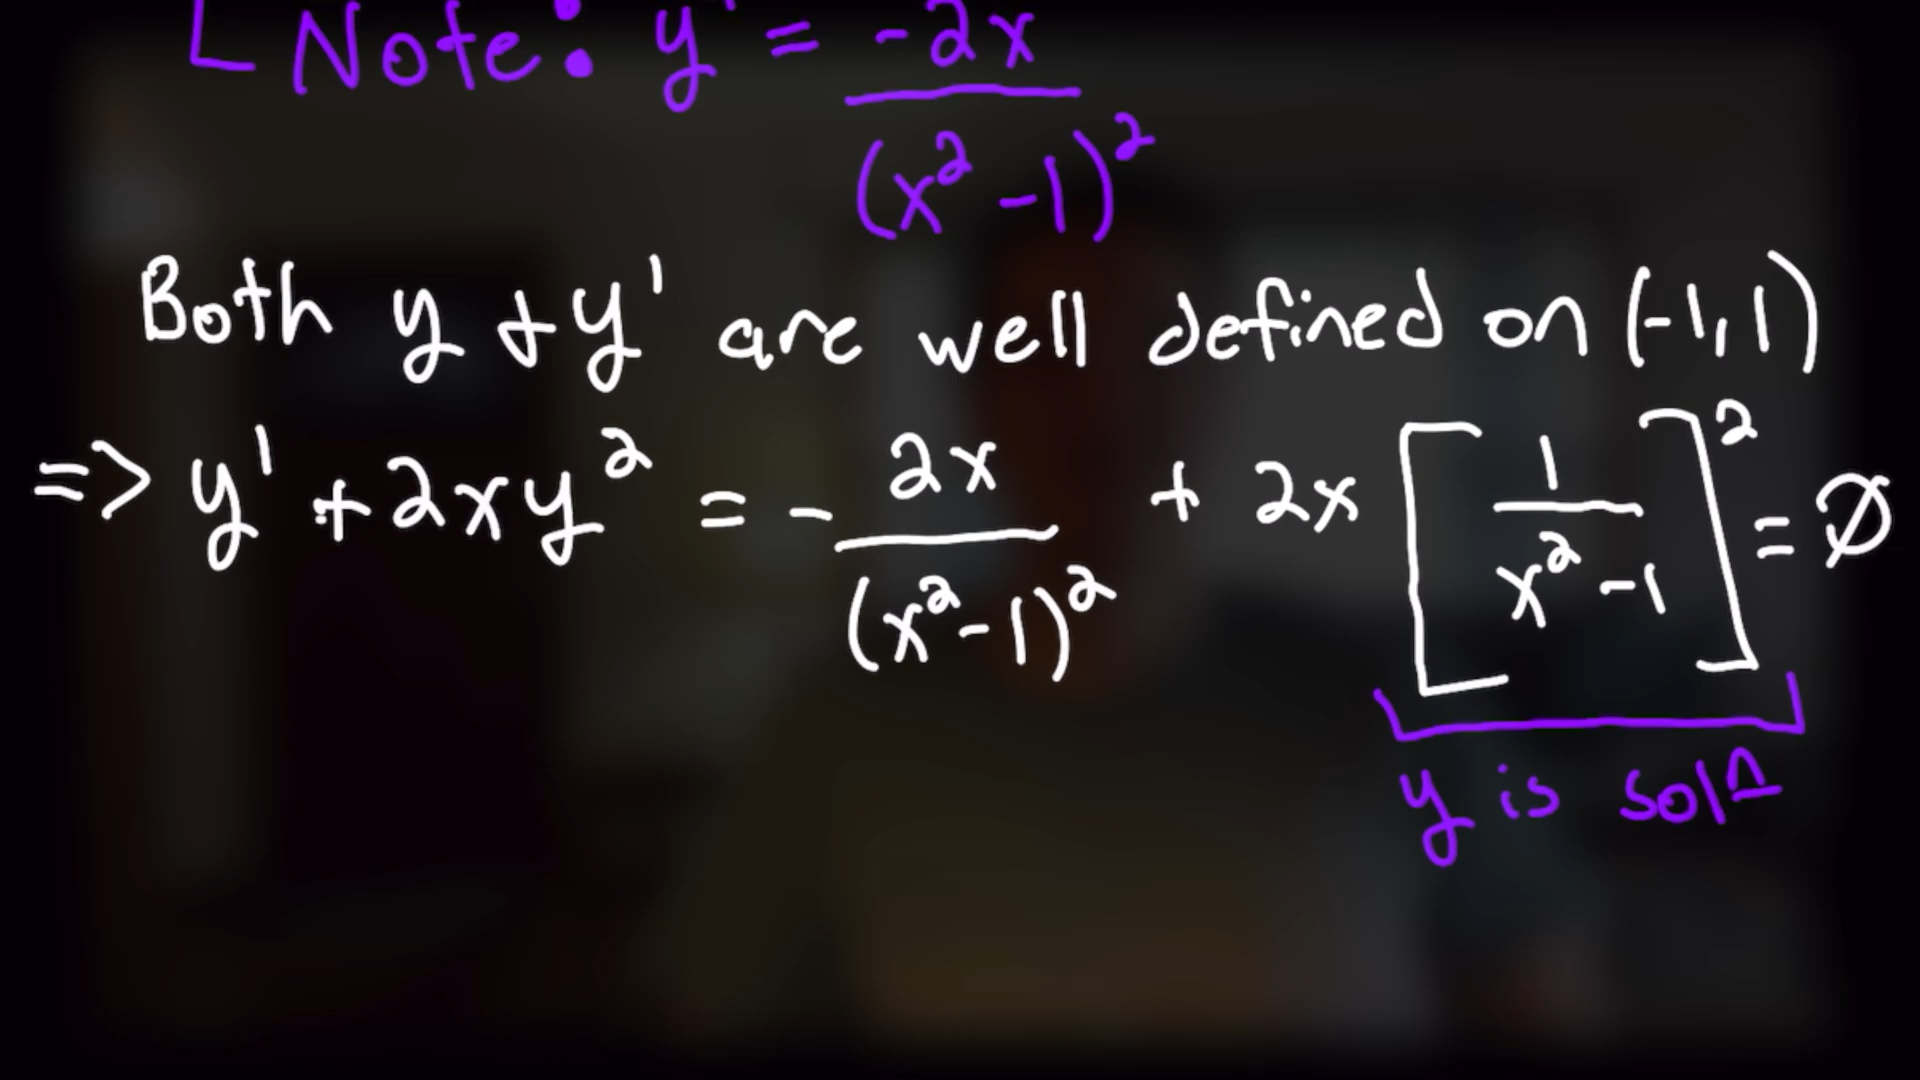 Note: y' = -2x / (x² - 1)²
Both y + y' are well defined on (-1, 1)
=> y' + 2xy² = - 2x / (x² - 1)² + 2x [1 / (x² - 1)]² = ∅
y is soln